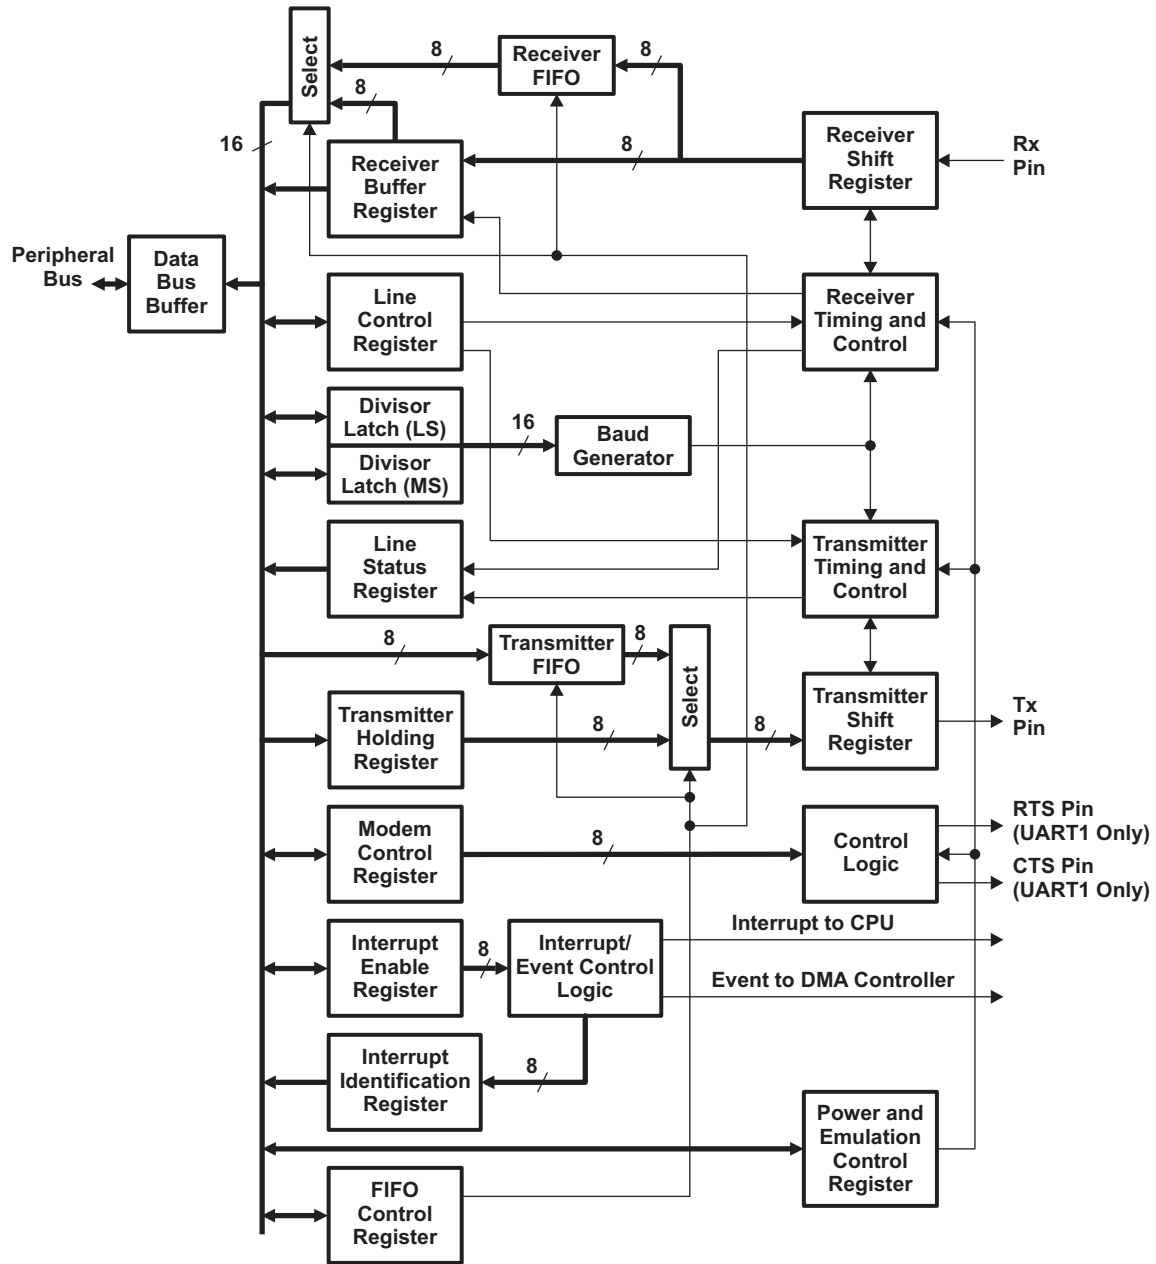 Select
8
Receiver
FIFO
8
8
16
Receiver
Buffer
Register
8
Receiver
Shift
Register
Rx
Pin
Peripheral
Bus
Data
Bus
Buffer
Line
Control
Register
Receiver
Timing and
Control
Divisor
Latch (LS)
16
Baud
Generator
Divisor
Latch (MS)
Line
Status
Register
Transmitter
Timing and
Control
8
Transmitter
FIFO
8
Select
Transmitter
Holding
Register
8
8
Transmitter
Shift
Register
Tx
Pin
Modem
Control
Register
8
Control
Logic
RTS Pin
(UART1 Only)
CTS Pin
(UART1 Only)
Interrupt
Enable
Register
8
Interrupt/
Event Control
Logic
Interrupt to CPU
Event to DMA Controller
Interrupt
Identification
Register
8
Power and
Emulation
Control
Register
FIFO
Control
Register